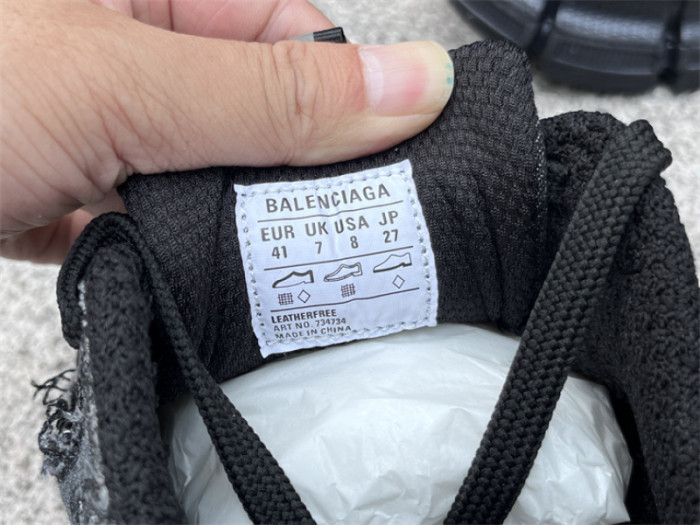 BALENCIAGA
EUR UK USA JP
41 7 8 27
LEATHERFREE
ART NO. 734734
MADE IN CHINA